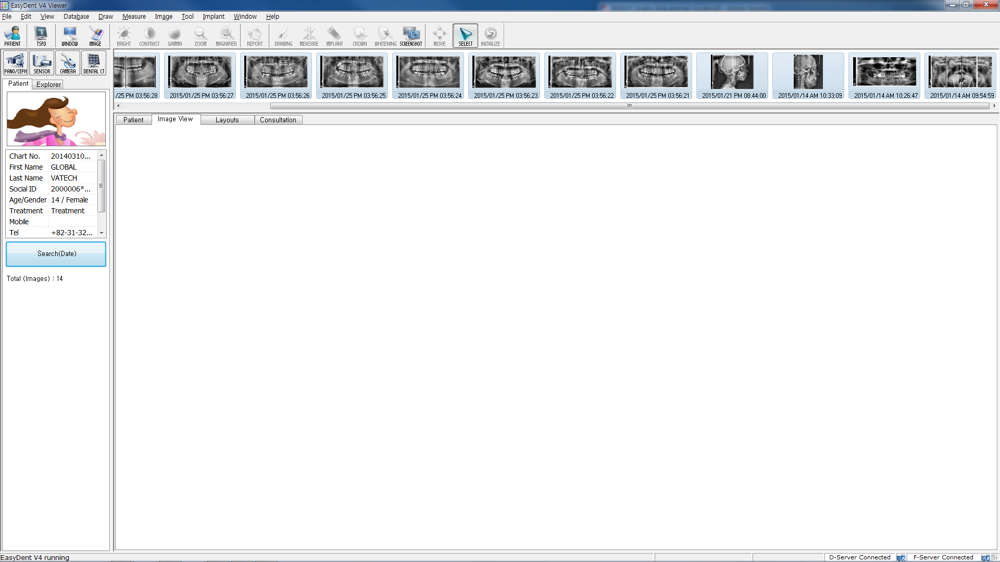 EasyDent V4 Viewer
File Edit View Database Draw Measure Image Tool Implant Window Help
PATIENT TSFD WINDOW IMAGE BRIGHT CONTRAST GAMMA ZOOM MAGNIFIER REPORT DRAWING MEASURE IMPLANT CROWN WHITENING SCREENSHOT MOVE SELECT INITIALIZE
PANO/CEPH SENSOR CAMERA DENTAL CT
/25 PM 03:56:28 2015/01/25 PM 03:56:27 2015/01/25 PM 03:56:26 2015/01/25 PM 03:56:25 2015/01/25 PM 03:56:24 2015/01/25 PM 03:56:23 2015/01/25 PM 03:56:22 2015/01/25 PM 03:56:21 2015/01/21 PM 08:44:00 2015/01/14 AM 10:33:09 2015/01/14 AM 10:26:47 2015/01/14 AM 09:54:59
Patient Explorer
Patient Image View Layouts Consultation
Chart No. 20140310...
First Name GLOBAL
Last Name VATECH
Social ID 2000006*...
Age/Gender 14 / Female
Treatment Treatment
Mobile
Tel +82-31-32...
Search(Date)
Total (Images) : 14
EasyDent V4 running D-Server Connected F-Server Connected Si